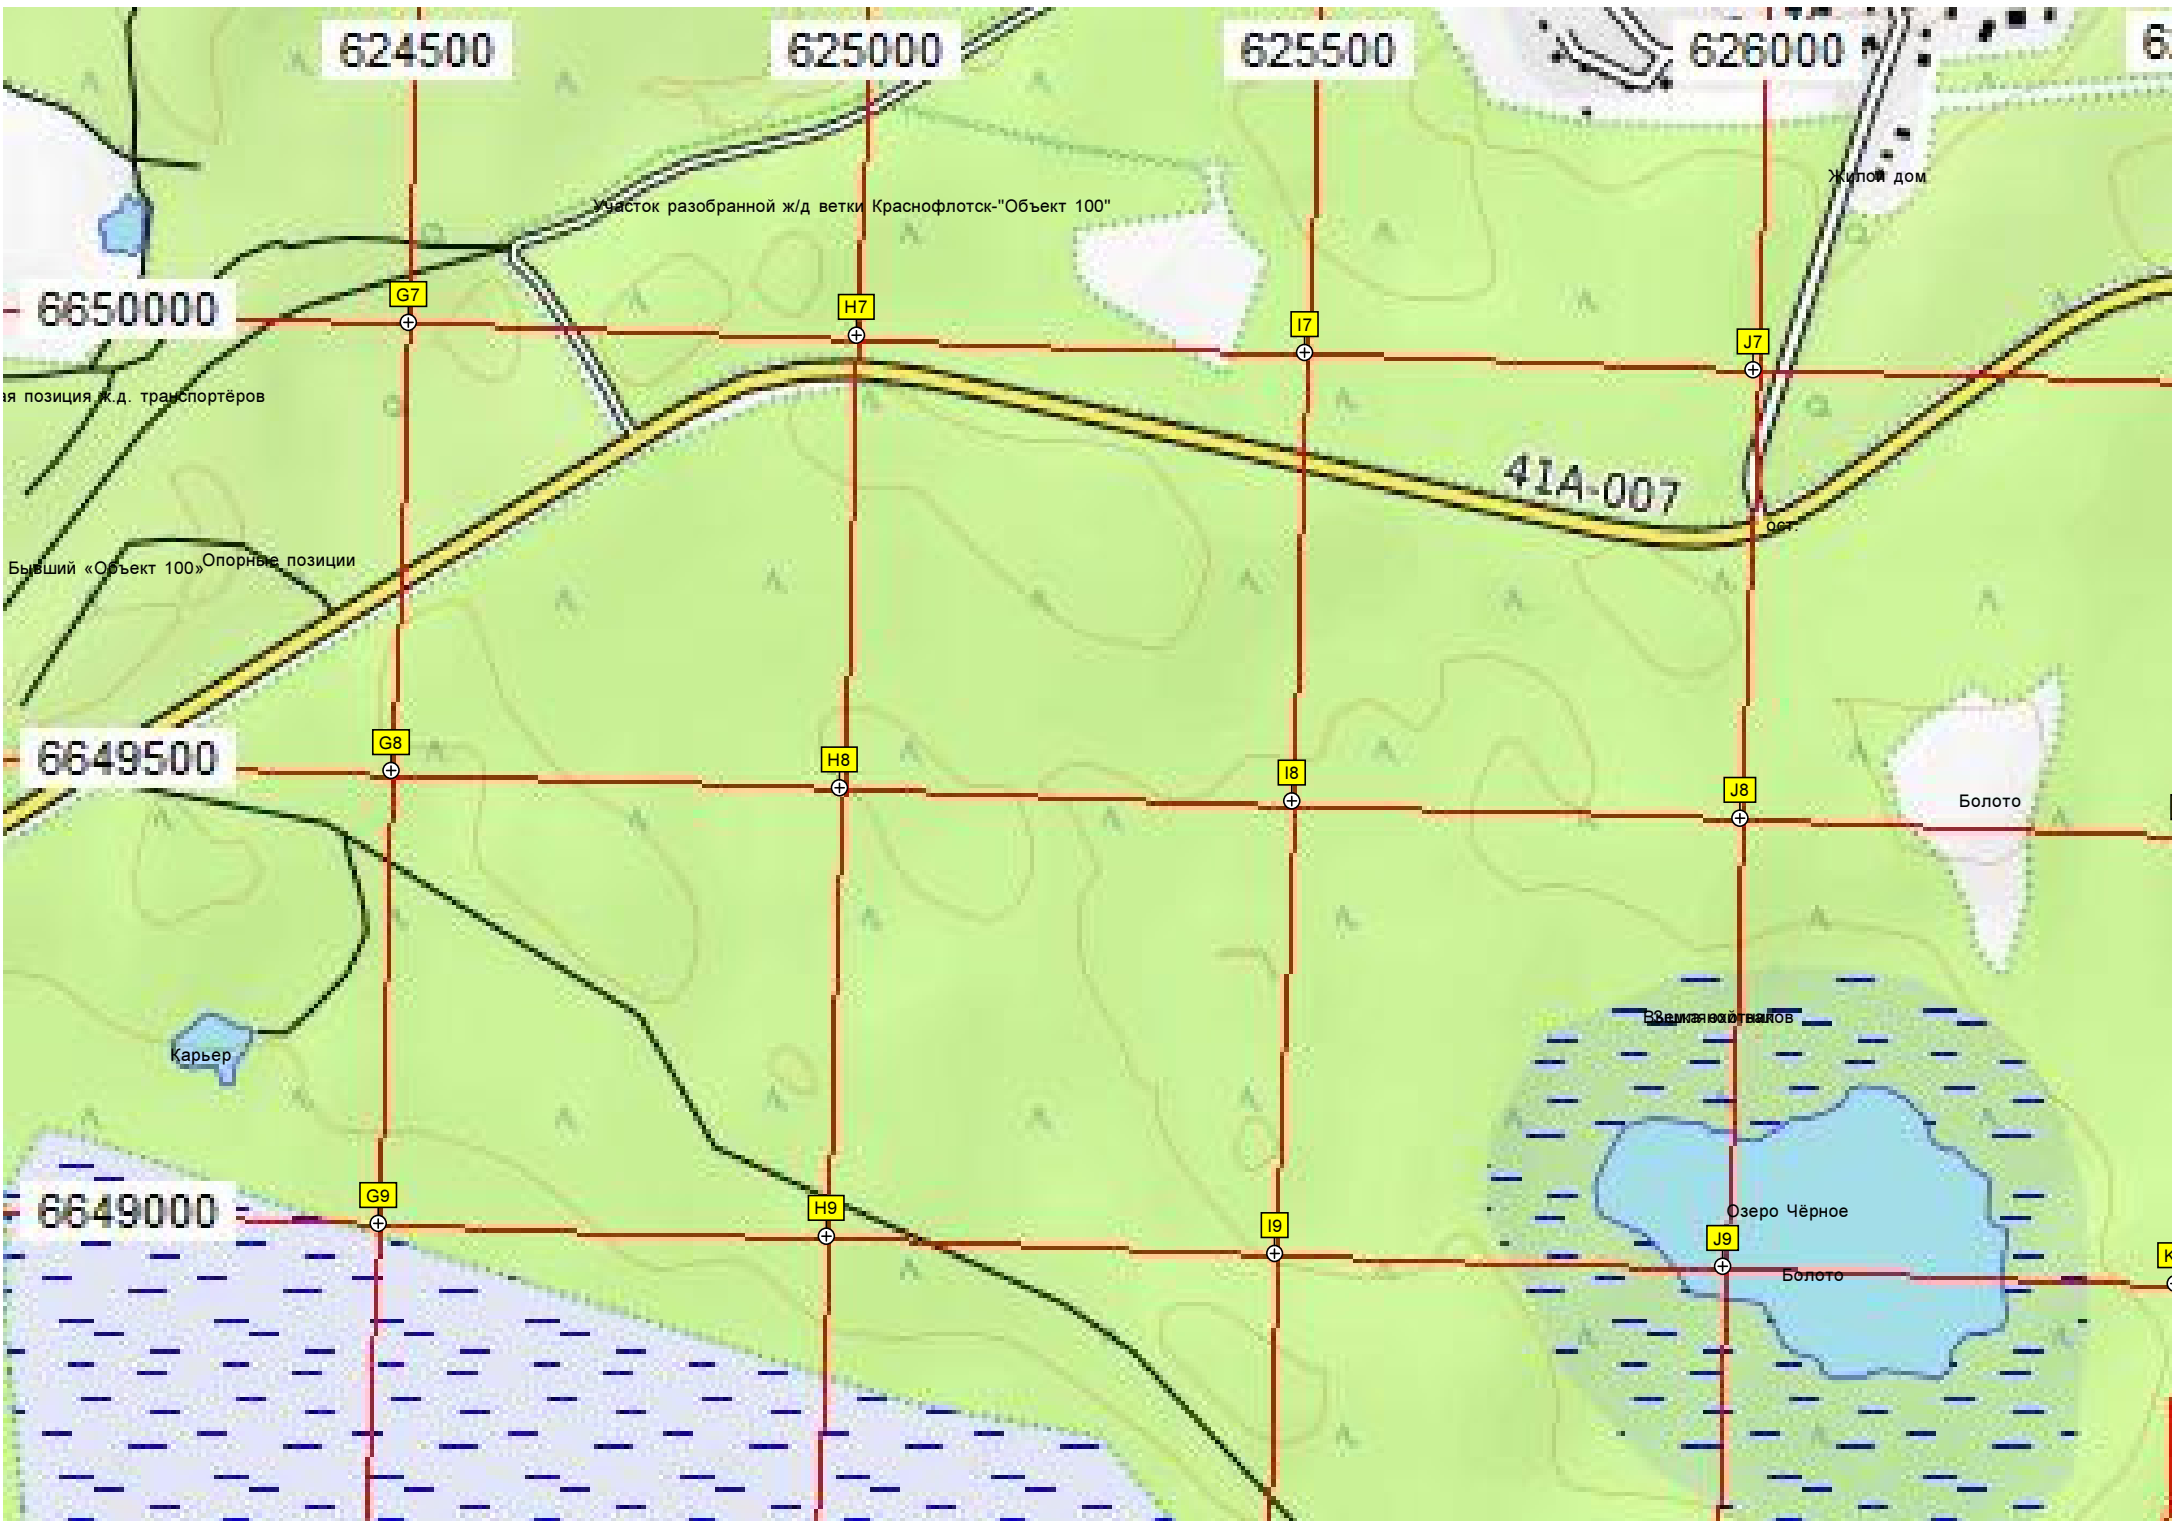 624500
625000
625500
626000
Жилой дом
Участок разобранной ж/д ветки Краснофлотск-"Объект 100"
6650000
G7
H7
I7
J7
ая позиция ж.д. транспортёров
41А-007
ост.
Бывший «Объект 100»
Опорные позиции
6649500
G8
H8
I8
J8
Болото
Карьер
6649000
G9
H9
I9
J9
K
Озеро Чёрное
Болото